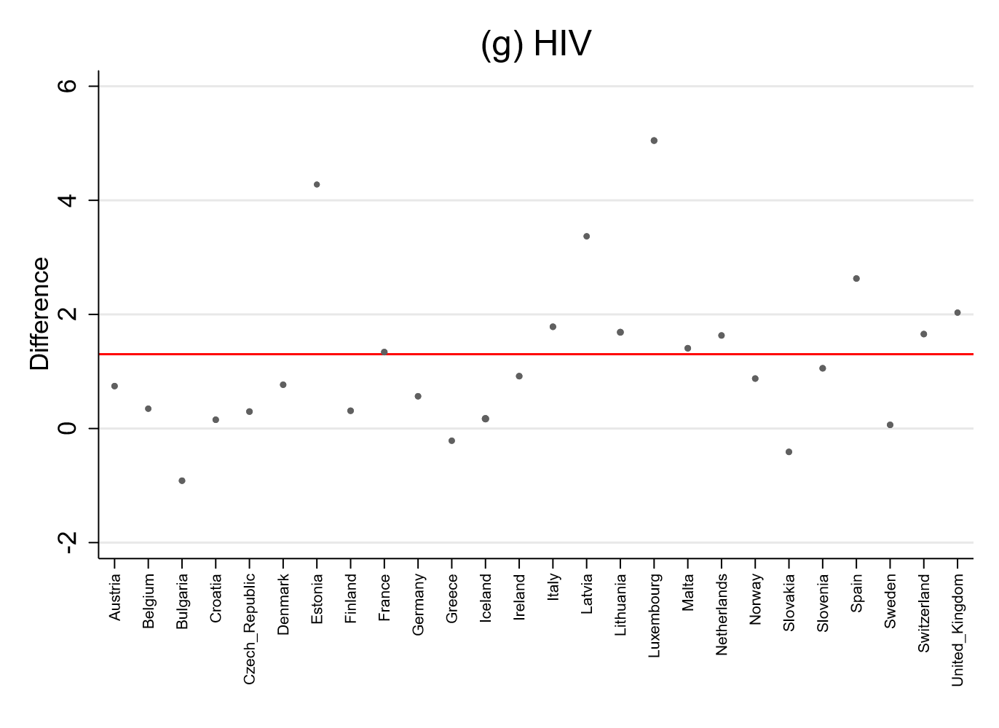 (g) HIV
Difference
6
4
2
0
-2
Austria
Belgium
Bulgaria
Croatia
Czech_Republic
Denmark
Estonia
Finland
France
Germany
Greece
Iceland
Ireland
Italy
Latvia
Lithuania
Luxembourg
Malta
Netherlands
Norway
Slovakia
Slovenia
Spain
Sweden
Switzerland
United_Kingdom